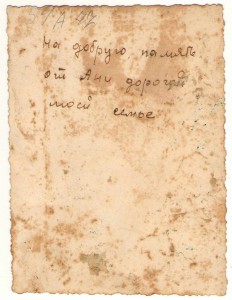 на добрую память
от Ани дорогой
моей семье